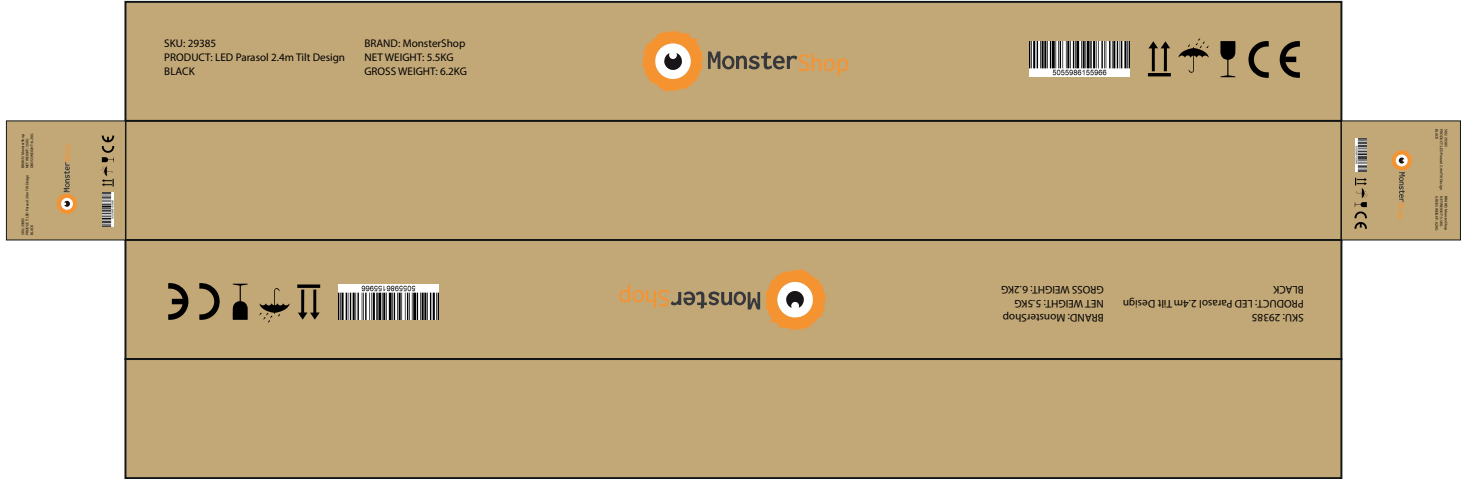 SKU: 29385
PRODUCT: LED Parasol 2.4m Tilt Design
BLACK
BRAND: MonsterShop
NET WEIGHT: 5.5KG
GROSS WEIGHT: 6.2KG
MonsterShop
5055986155966
Monster
Monster
5055986155966
MonsterShop
SKU: 29385
PRODUCT: LED Parasol 2.4m Tilt Design
BLACK
BRAND: MonsterShop
NET WEIGHT: 5.5KG
GROSS WEIGHT: 6.2KG